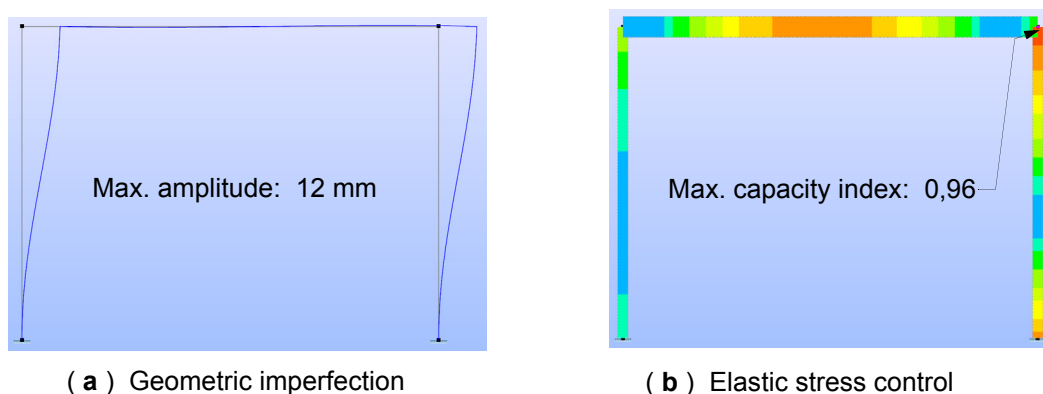 Max. amplitude: 12 mm
Max. capacity index: 0,96
( a ) Geometric imperfection
( b ) Elastic stress control